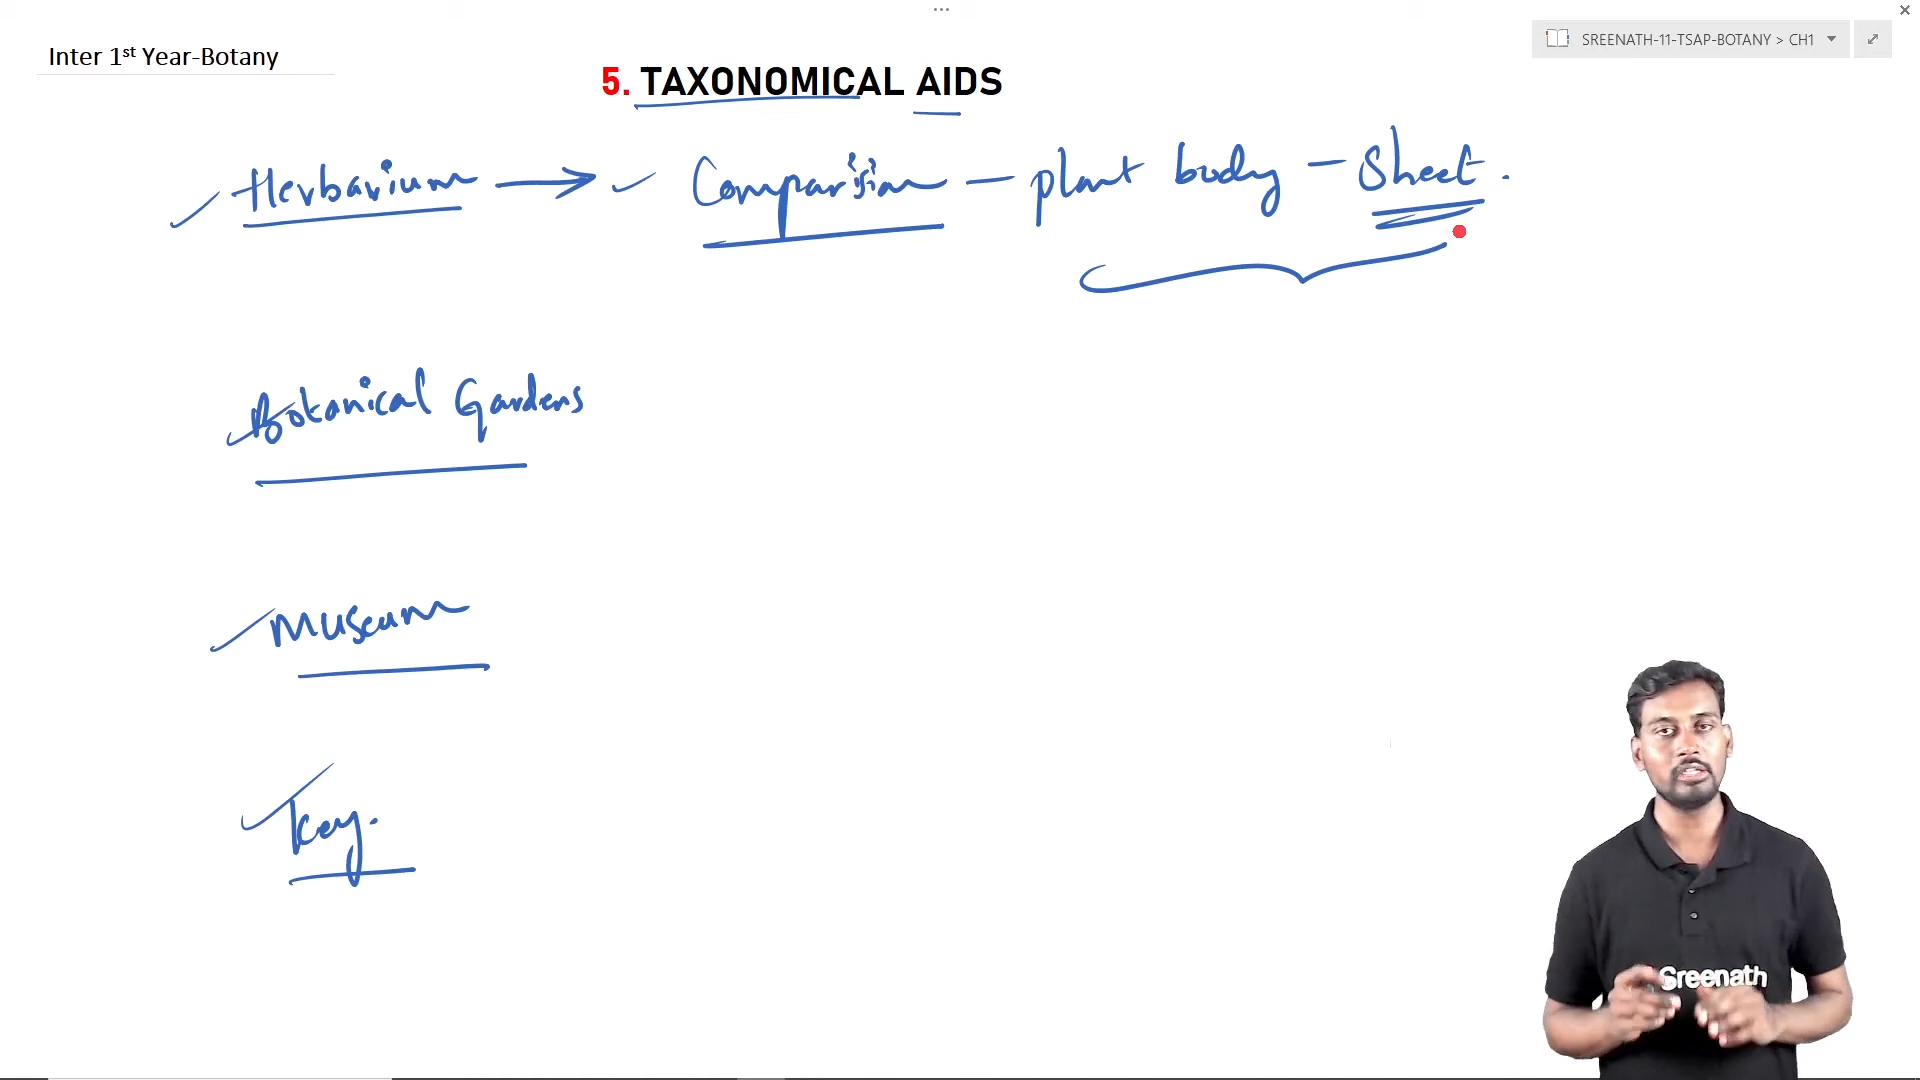 Inter 1st Year-Botany
SREENATH-11-TSAP-BOTANY > CH1
5. TAXONOMICAL AIDS
Herbarium → Comparision – plant body – Sheet.
Botanical Gardens
Museum
Key.
Sreenath